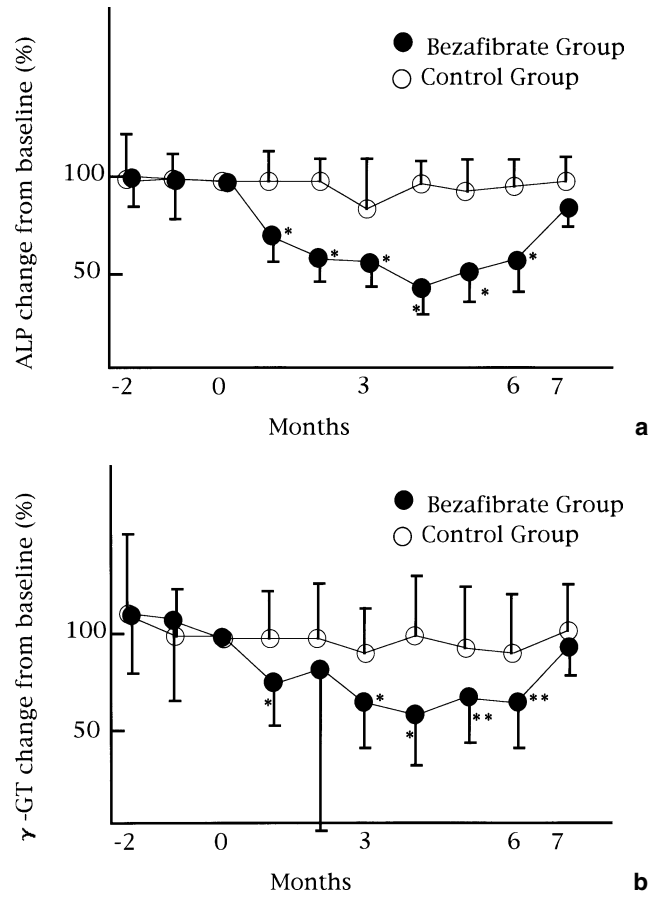 ALP change from baseline (%)
Bezafibrate Group
Control Group
100
50
*
*
*
*
*
*
-2 0 3 6 7
Months
a
γ-GT change from baseline (%)
Bezafibrate Group
Control Group
100
50
*
*
*
**
**
-2 0 3 6 7
Months
b